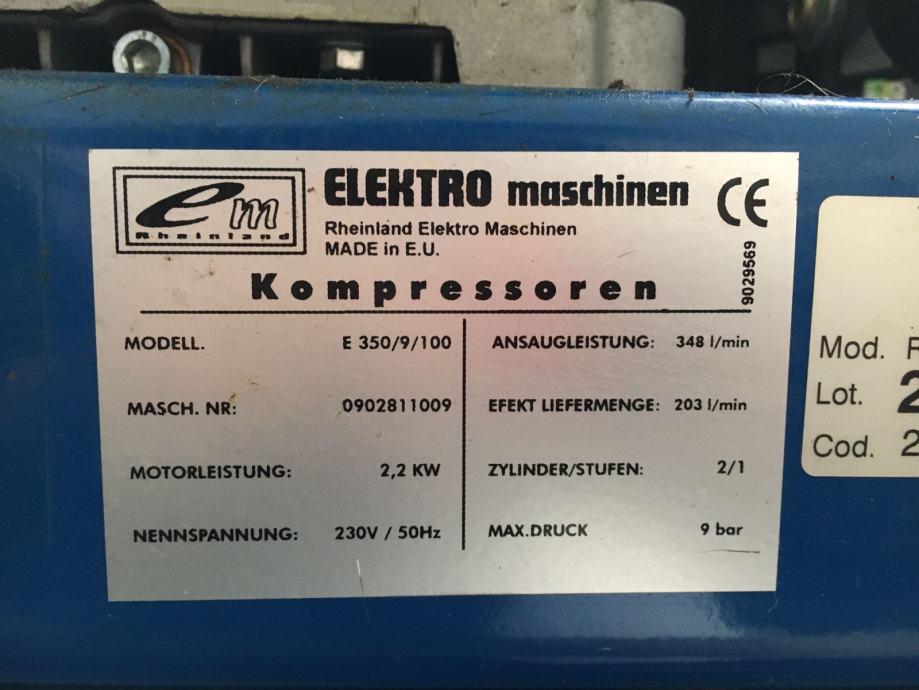 em
Rheinland
ELEKTRO maschinen
Rheinland Elektro Maschinen
MADE in E.U.
CE
9029569
Kompressoren
MODELL. E 350/9/100
MASCH. NR: 0902811009
MOTORLEISTUNG: 2,2 KW
NENNSPANNUNG: 230V / 50Hz
ANSAUGLEISTUNG: 348 l/min
EFEKT LIEFERMENGE: 203 l/min
ZYLINDER/STUFEN: 2/1
MAX.DRUCK 9 bar
Mod.
Lot. 2
Cod. 2